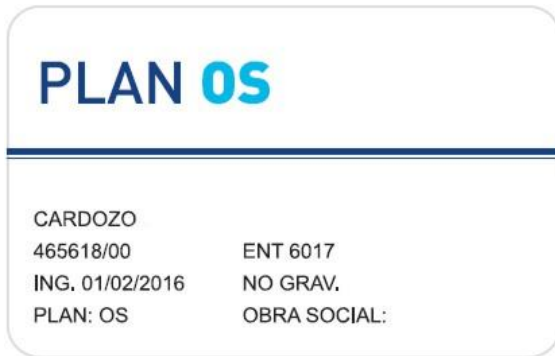 PLAN OS
CARDOZO
465618/00 ENT 6017
ING. 01/02/2016 NO GRAV.
PLAN: OS OBRA SOCIAL: